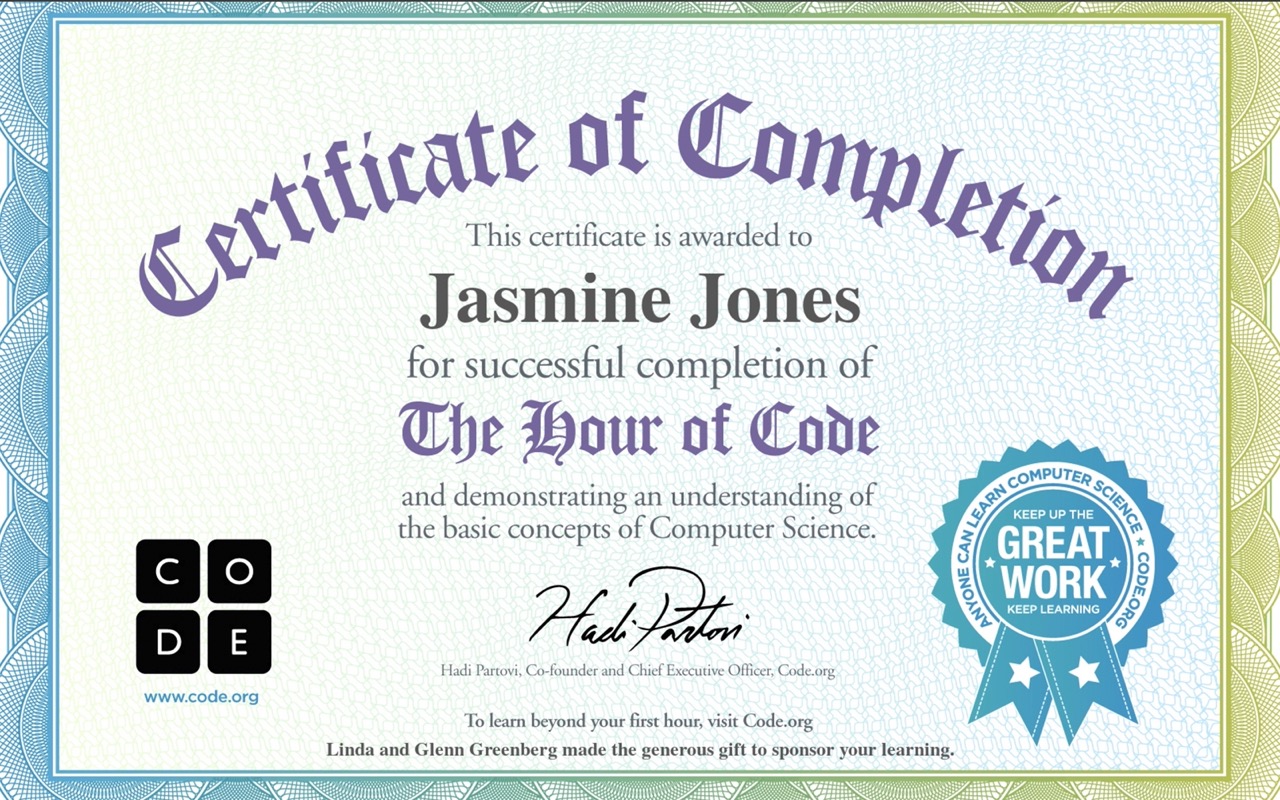 Certificate of Completion
This certificate is awarded to
Jasmine Jones
for successful completion of
The Hour of Code
and demonstrating an understanding of
the basic concepts of Computer Science.
C O
D E
www.code.org
Hadi Partovi
Hadi Partovi, Co-founder and Chief Executive Officer, Code.org
To learn beyond your first hour, visit Code.org
Linda and Glenn Greenberg made the generous gift to sponsor your learning.
ANYONE CAN LEARN COMPUTER SCIENCE ★ CODE.ORG
KEEP UP THE
GREAT
WORK
KEEP LEARNING